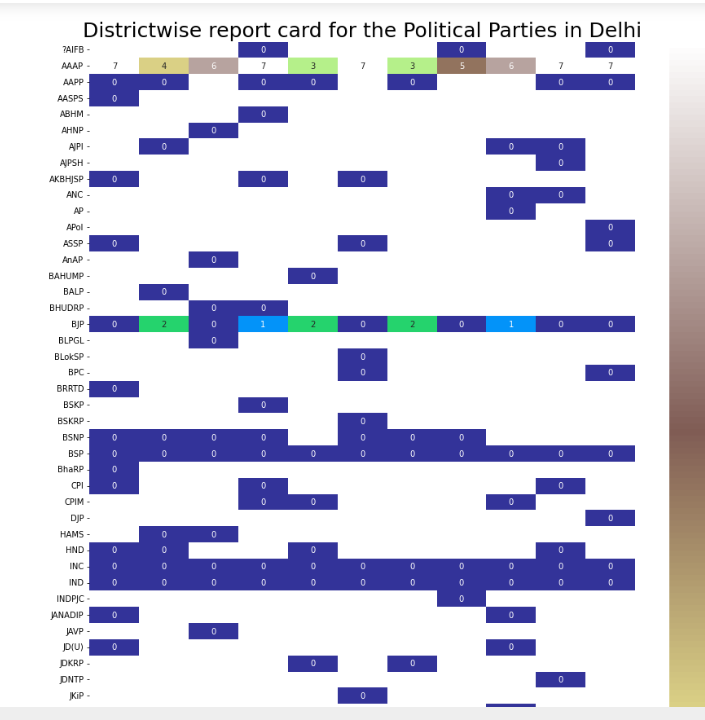 Districtwise report card for the Political Parties in Delhi
?AIFB 0 0 0
AAAP 7 4 6 7 3 7 3 5 6 7 7
AAPP 0 0 0 0 0 0 0
AASPS 0
ABHM 0
AHNP 0
AJPI 0 0 0
AJPSH 0
AKBHJSP 0 0 0
ANC 0 0
AP 0
APoI 0
ASSP 0 0 0
AnAP 0
BAHUMP 0
BALP 0
BHUDRP 0 0
BJP 0 2 0 1 2 0 2 0 1 0 0
BLPGL 0
BLokSP 0
BPC 0 0
BRRTD 0
BSKP 0
BSKRP 0
BSNP 0 0 0 0 0 0 0
BSP 0 0 0 0 0 0 0 0 0 0 0
BhaRP 0
CPI 0 0 0
CPIM 0 0 0
DJP 0
HAMS 0 0
HND 0 0 0 0
INC 0 0 0 0 0 0 0 0 0 0 0
IND 0 0 0 0 0 0 0 0 0 0 0
INDPJC 0
JANADIP 0 0
JAVP 0
JD(U) 0 0
JDKRP 0 0
JDNTP 0
JKiP 0